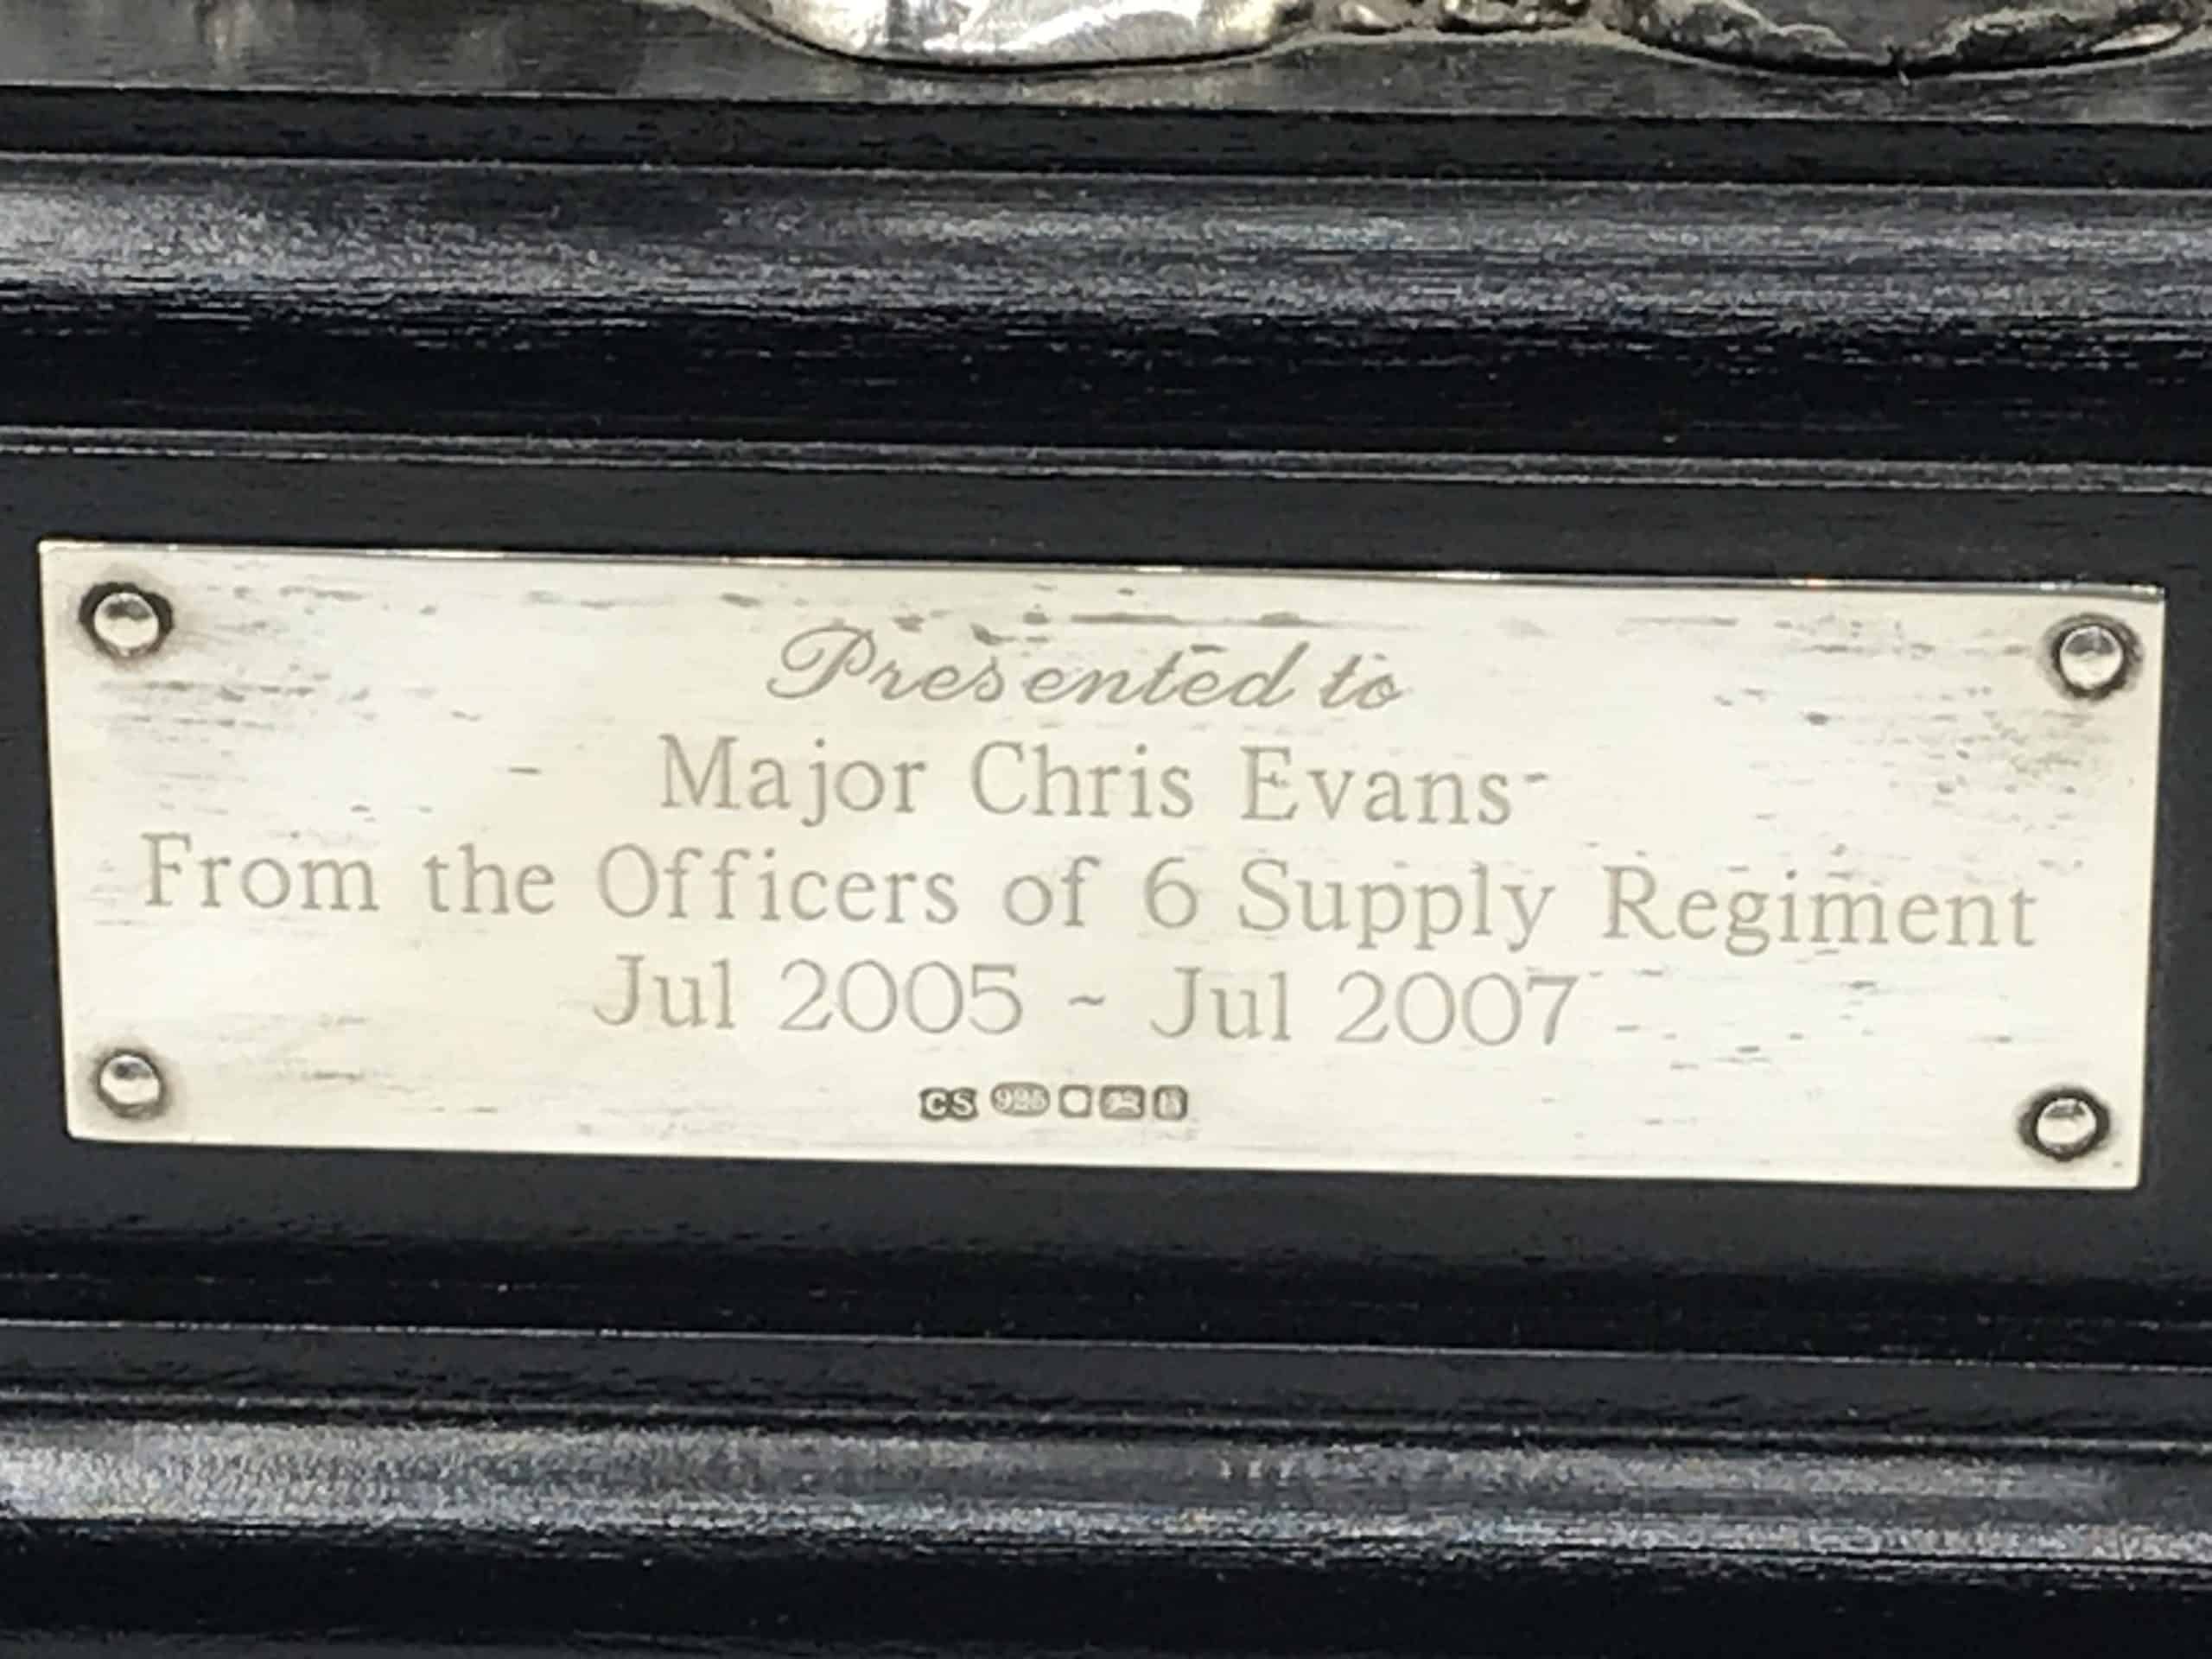 Presented to
Major Chris Evans
From the Officers of 6 Supply Regiment
Jul 2005 ~ Jul 2007
CS 925